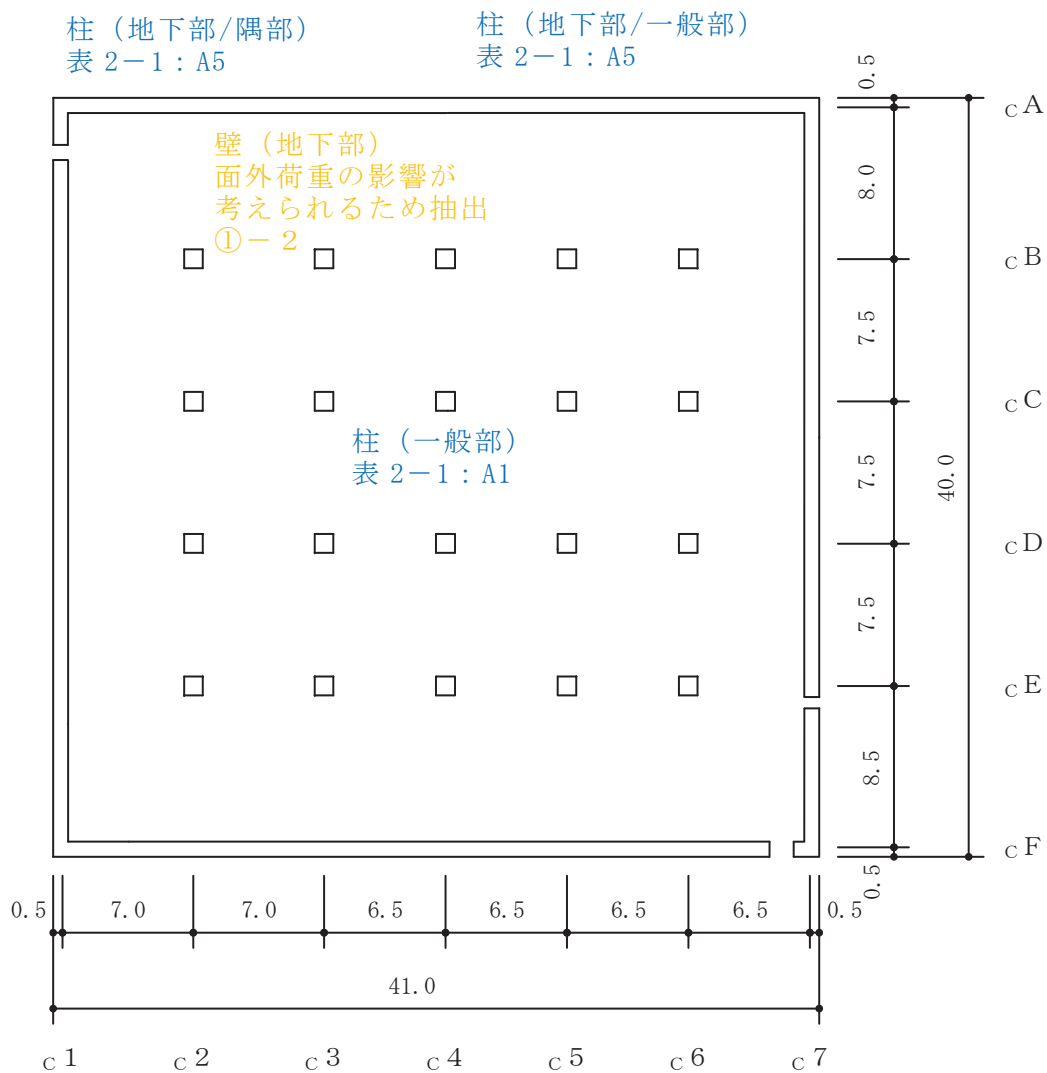 柱（地下部/隅部）
表 2－1：A5
柱（地下部/一般部）
表 2－1：A5
壁（地下部）
面外荷重の影響が
考えられるため抽出
①－２
柱（一般部）
表 2－1：A1
0.5
8.0
7.5
7.5
7.5
8.5
0.5
40.0
cA
cB
cC
cD
cE
cF
0.5 7.0 7.0 6.5 6.5 6.5 6.5 0.5
41.0
c1 c2 c3 c4 c5 c6 c7